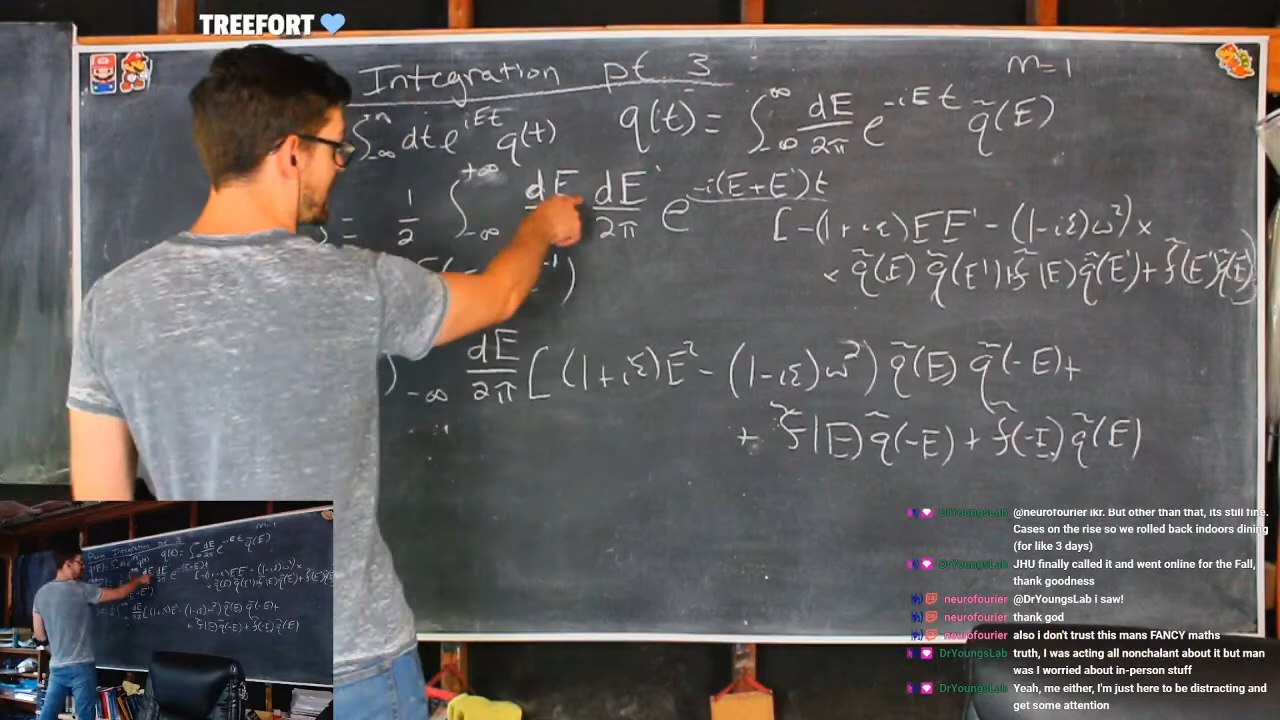 TREEFORT 💙
Integration pt 3
m=1
∫_{-∞}^{∞} dt e^{iEt} q(t)
q(t) = ∫_{-∞}^{∞} dE/2π e^{-iEt} q̃(E)
= 1/2 ∫_{-∞}^{+∞} dE dE'/2π e^{-i(E+E')t} [-(1+iε)EE' - (1-iε)ω²) ×
× q̃(E) q̃(E') + f̃(E) q̃(E') + f̃(E') q̃(E)
dE/2π [ ((1+iε)E² - (1-iε)ω²) q̃(E) q̃(-E) +
+ f̃(E) q̃(-E) + f̃(-E) q̃(E)
DrYoungsLab @neurofourier ikr. But other than that, its still fine.
Cases on the rise so we rolled back indoors dining
(for like 3 days)
DrYoungsLab JHU finally called it and went online for the Fall,
thank goodness
neurofourier @DrYoungsLab i saw!
neurofourier thank god
neurofourier also i don't trust this mans FANCY maths
DrYoungsLab truth, I was acting all nonchalant about it but man
was I worried about in-person stuff
DrYoungsLab Yeah, me either, I'm just here to be distracting and
get some attention